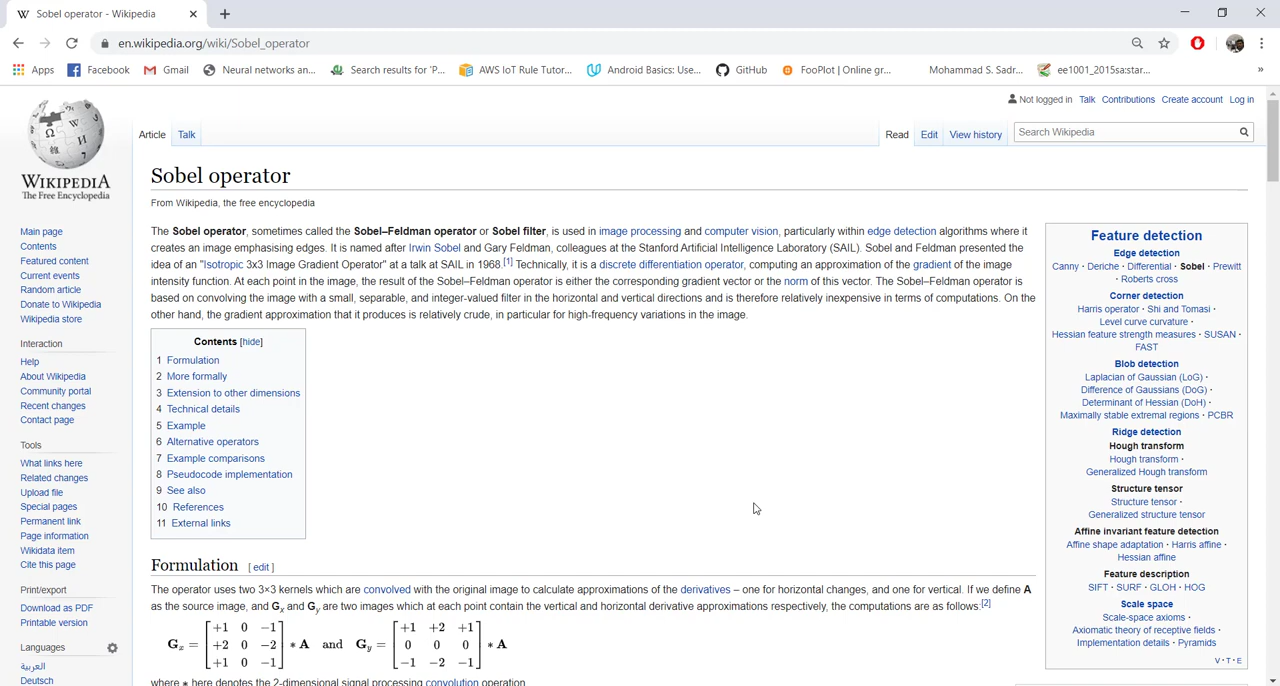 Sobel operator - Wikipedia
en.wikipedia.org/wiki/Sobel_operator
Apps Facebook Gmail Neural networks an... Search results for 'P... AWS IoT Rule Tutor... Android Basics: Use... GitHub FooPlot | Online gr... Mohammad S. Sadr... ee1001_2015sa:star... »
Not logged in Talk Contributions Create account Log in
Article Talk Read Edit View history Search Wikipedia
WIKIPEDIA
The Free Encyclopedia
Main page
Contents
Featured content
Current events
Random article
Donate to Wikipedia
Wikipedia store
Interaction
Help
About Wikipedia
Community portal
Recent changes
Contact page
Tools
What links here
Related changes
Upload file
Special pages
Permanent link
Page information
Wikidata item
Cite this page
Print/export
Download as PDF
Printable version
Languages
العربية
Deutsch
Sobel operator
From Wikipedia, the free encyclopedia
The Sobel operator, sometimes called the Sobel–Feldman operator or Sobel filter, is used in image processing and computer vision, particularly within edge detection algorithms where it
creates an image emphasising edges. It is named after Irwin Sobel and Gary Feldman, colleagues at the Stanford Artificial Intelligence Laboratory (SAIL). Sobel and Feldman presented the
idea of an "Isotropic 3x3 Image Gradient Operator" at a talk at SAIL in 1968.[1] Technically, it is a discrete differentiation operator, computing an approximation of the gradient of the image
intensity function. At each point in the image, the result of the Sobel–Feldman operator is either the corresponding gradient vector or the norm of this vector. The Sobel–Feldman operator is
based on convolving the image with a small, separable, and integer-valued filter in the horizontal and vertical directions and is therefore relatively inexpensive in terms of computations. On the
other hand, the gradient approximation that it produces is relatively crude, in particular for high-frequency variations in the image.
Contents [hide]
1 Formulation
2 More formally
3 Extension to other dimensions
4 Technical details
5 Example
6 Alternative operators
7 Example comparisons
8 Pseudocode implementation
9 See also
10 References
11 External links
Formulation [ edit ]
The operator uses two 3×3 kernels which are convolved with the original image to calculate approximations of the derivatives – one for horizontal changes, and one for vertical. If we define A
as the source image, and Gx and Gy are two images which at each point contain the vertical and horizontal derivative approximations respectively, the computations are as follows:[2]
+1 0 −1 +1 +2 +1
Gx = +2 0 −2 * A and Gy = 0 0 0 * A
+1 0 −1 −1 −2 −1
where * here denotes the 2-dimensional signal processing convolution operation.
Feature detection
Edge detection
Canny · Deriche · Differential · Sobel · Prewitt
· Roberts cross
Corner detection
Harris operator · Shi and Tomasi ·
Level curve curvature ·
Hessian feature strength measures · SUSAN ·
FAST
Blob detection
Laplacian of Gaussian (LoG) ·
Difference of Gaussians (DoG) ·
Determinant of Hessian (DoH) ·
Maximally stable extremal regions · PCBR
Ridge detection
Hough transform
Hough transform ·
Generalized Hough transform
Structure tensor
Structure tensor ·
Generalized structure tensor
Affine invariant feature detection
Affine shape adaptation · Harris affine ·
Hessian affine
Feature description
SIFT · SURF · GLOH · HOG
Scale space
Scale-space axioms ·
Axiomatic theory of receptive fields ·
Implementation details · Pyramids
V · T · E